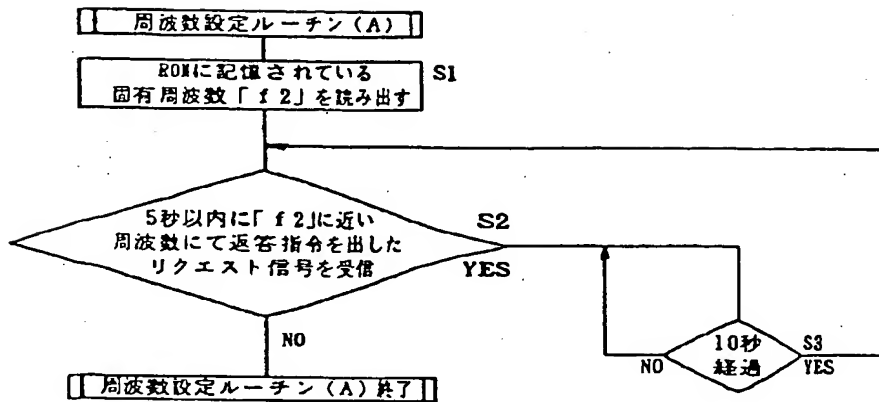 周波数設定ルーチン(A)
ROMに記憶されている
固有周波数「f2」を読み出す
S1
5秒以内に「f2」に近い
周波数にて返答指令を出した
リクエスト信号を受信
S2
YES
NO
10秒
経過
S3
NO
YES
周波数設定ルーチン(A)終了